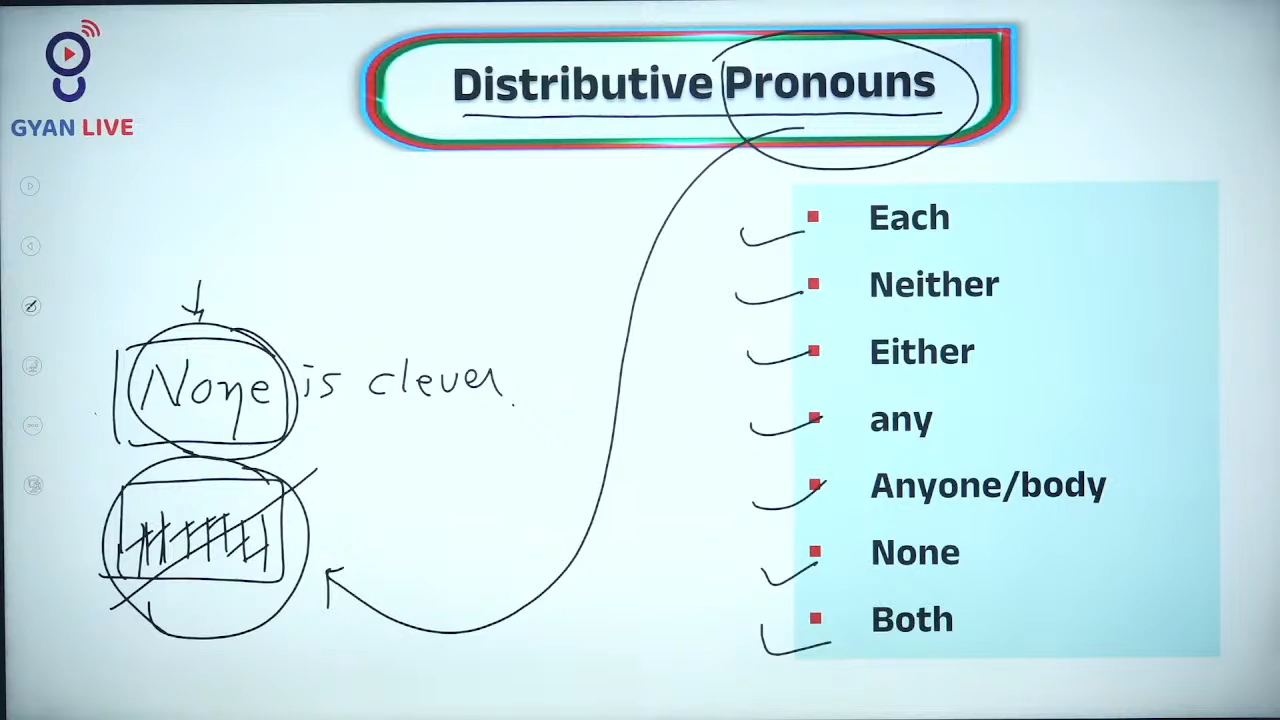 GYAN LIVE
Distributive Pronouns
Each
Neither
Either
any
Anyone/body
None
Both
None is clever.